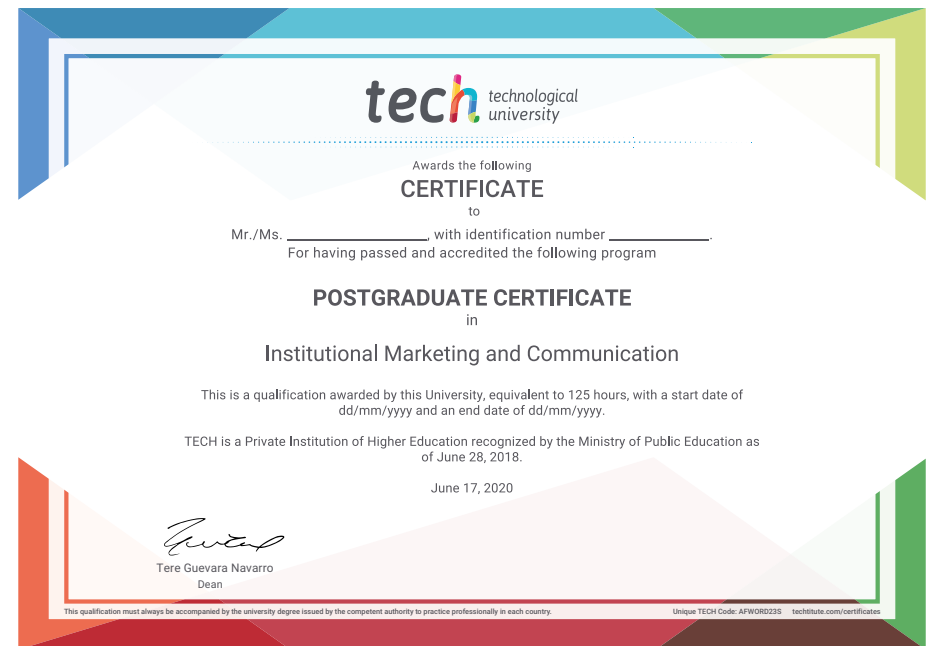 tech technological
university
Awards the following
CERTIFICATE
to
Mr./Ms. ____________________, with identification number ______________.
For having passed and accredited the following program
POSTGRADUATE CERTIFICATE
in
Institutional Marketing and Communication
This is a qualification awarded by this University, equivalent to 125 hours, with a start date of
dd/mm/yyyy and an end date of dd/mm/yyyy.
TECH is a Private Institution of Higher Education recognized by the Ministry of Public Education as
of June 28, 2018.
June 17, 2020
Tere Guevara Navarro
Dean
This qualification must always be accompanied by the university degree issued by the competent authority to practice professionally in each country. Unique TECH Code: AFWORD23S techtitute.com/certificates